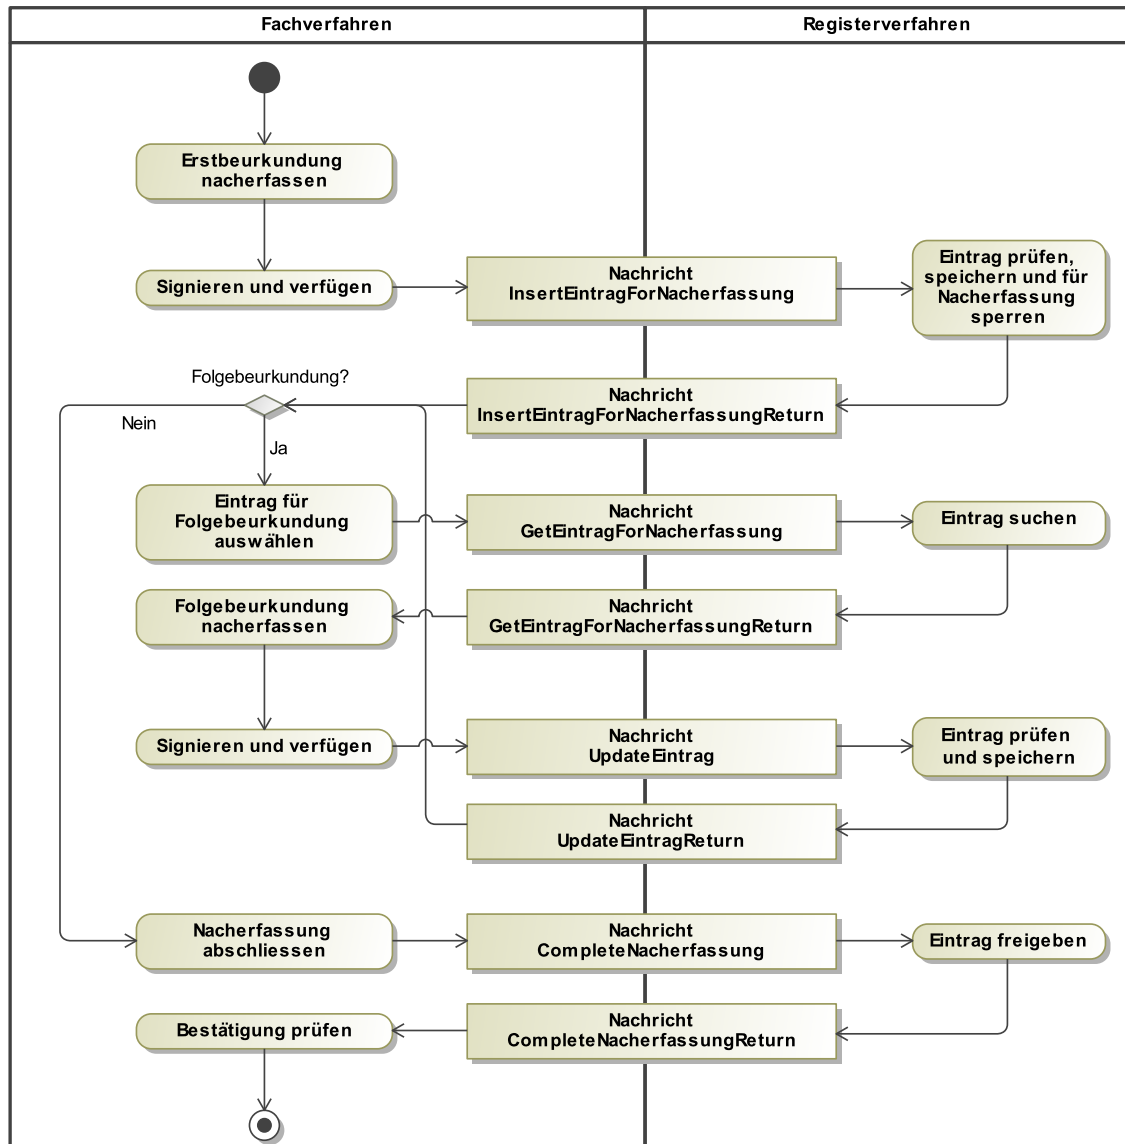 Fachverfahren
Registerverfahren
Erstbeurkundung
nacherfassen
Signieren und verfügen
Nachricht
InsertEintragForNacherfassung
Eintrag prüfen,
speichern und für
Nacherfassung
sperren
Folgebeurkundung?
Nachricht
InsertEintragForNacherfassungReturn
Nein
Ja
Eintrag für
Folgebeurkundung
auswählen
Nachricht
GetEintragForNacherfassung
Eintrag suchen
Folgebeurkundung
nacherfassen
Nachricht
GetEintragForNacherfassungReturn
Signieren und verfügen
Nachricht
UpdateEintrag
Eintrag prüfen
und speichern
Nachricht
UpdateEintragReturn
Nacherfassung
abschliessen
Nachricht
CompleteNacherfassung
Eintrag freigeben
Bestätigung prüfen
Nachricht
CompleteNacherfassungReturn